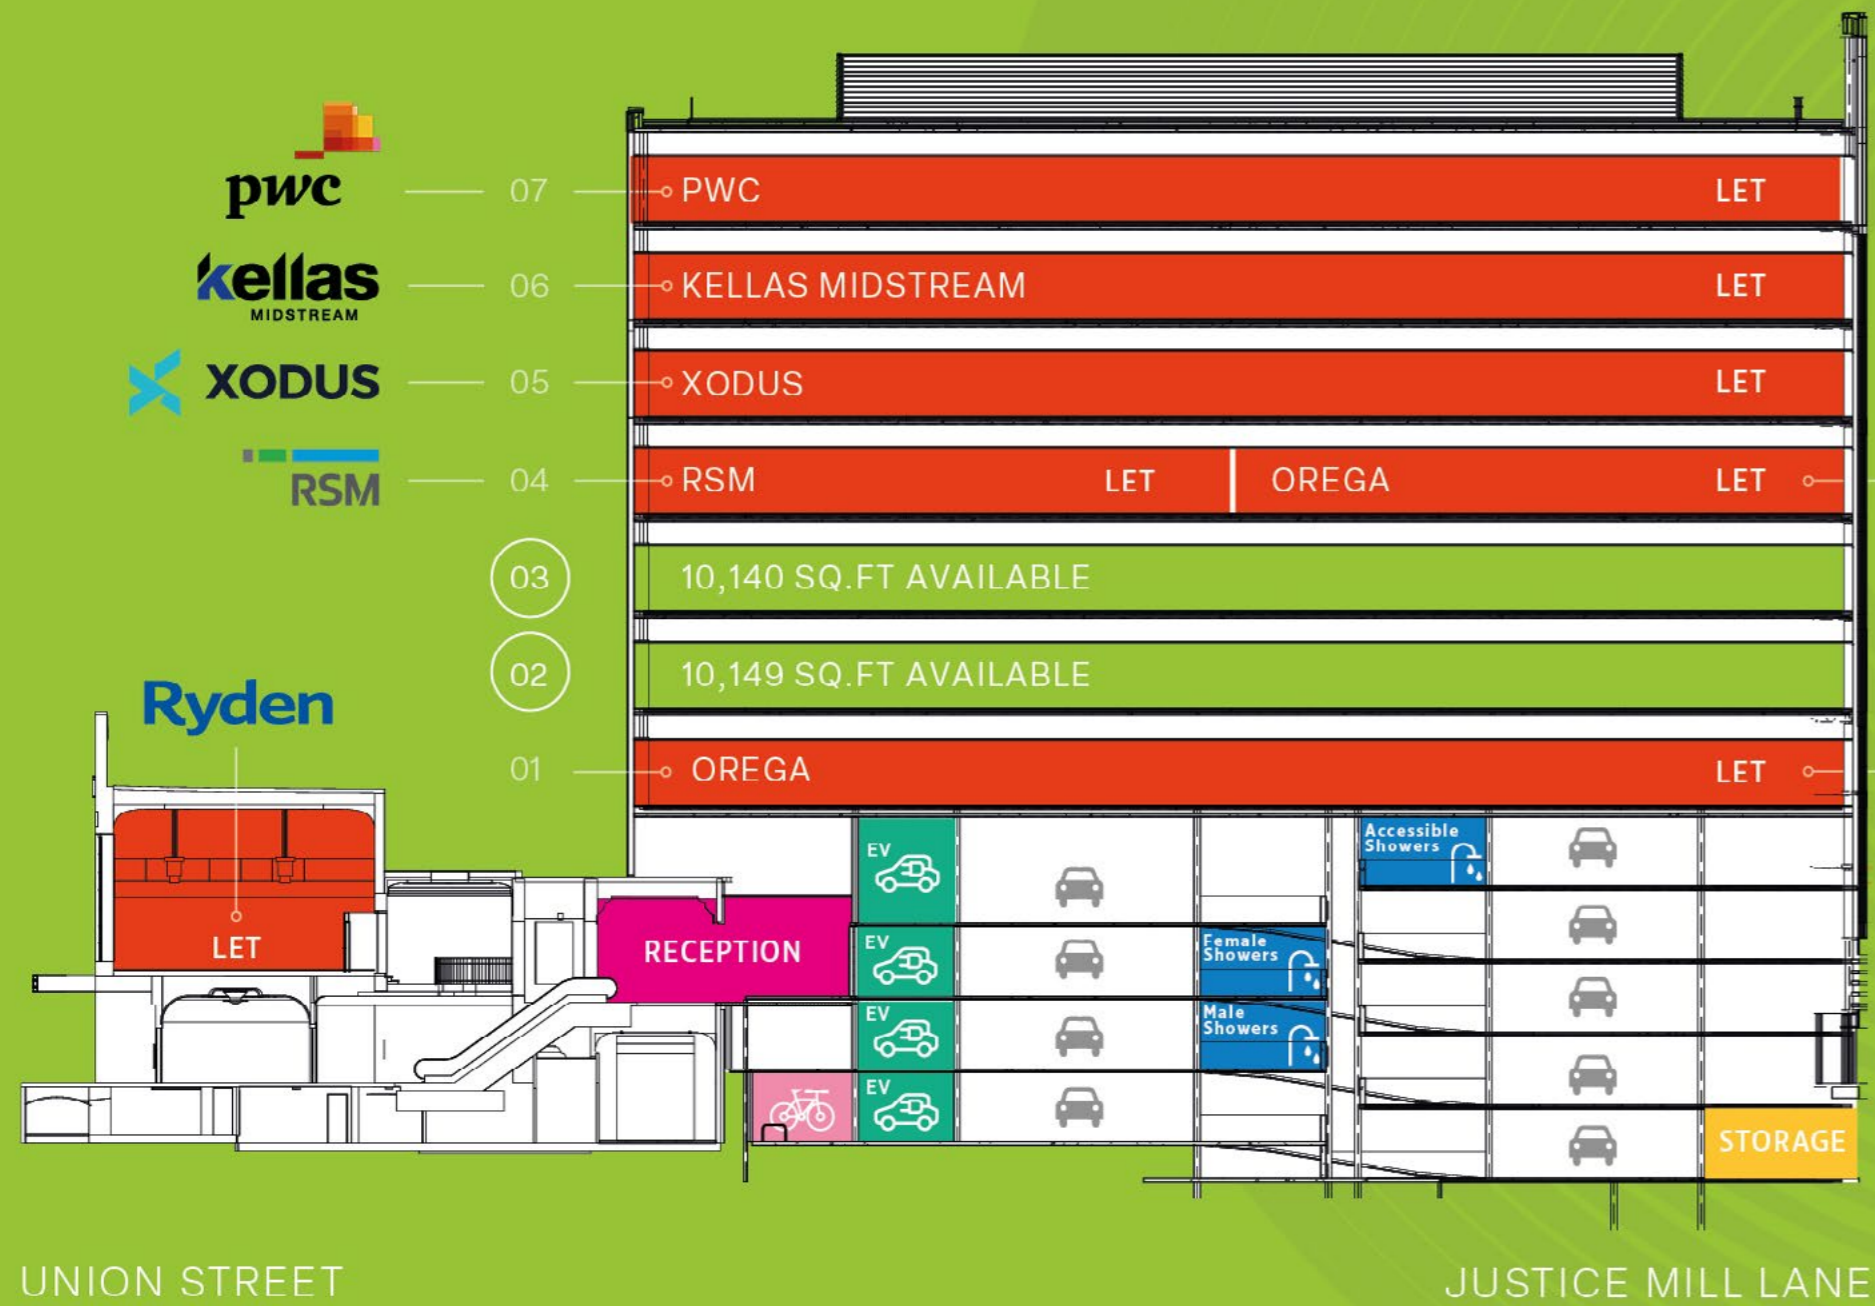 pwc
07
PWC
LET
kellas
MIDSTREAM
06
KELLAS MIDSTREAM
LET
XODUS
05
XODUS
LET
RSM
04
RSM
LET
OREGA
LET
03
10,140 SQ.FT AVAILABLE
02
10,149 SQ.FT AVAILABLE
Ryden
01
OREGA
LET
LET
RECEPTION
EV
EV
EV
EV
Accessible
Showers
Female
Showers
Male
Showers
STORAGE
UNION STREET
JUSTICE MILL LANE